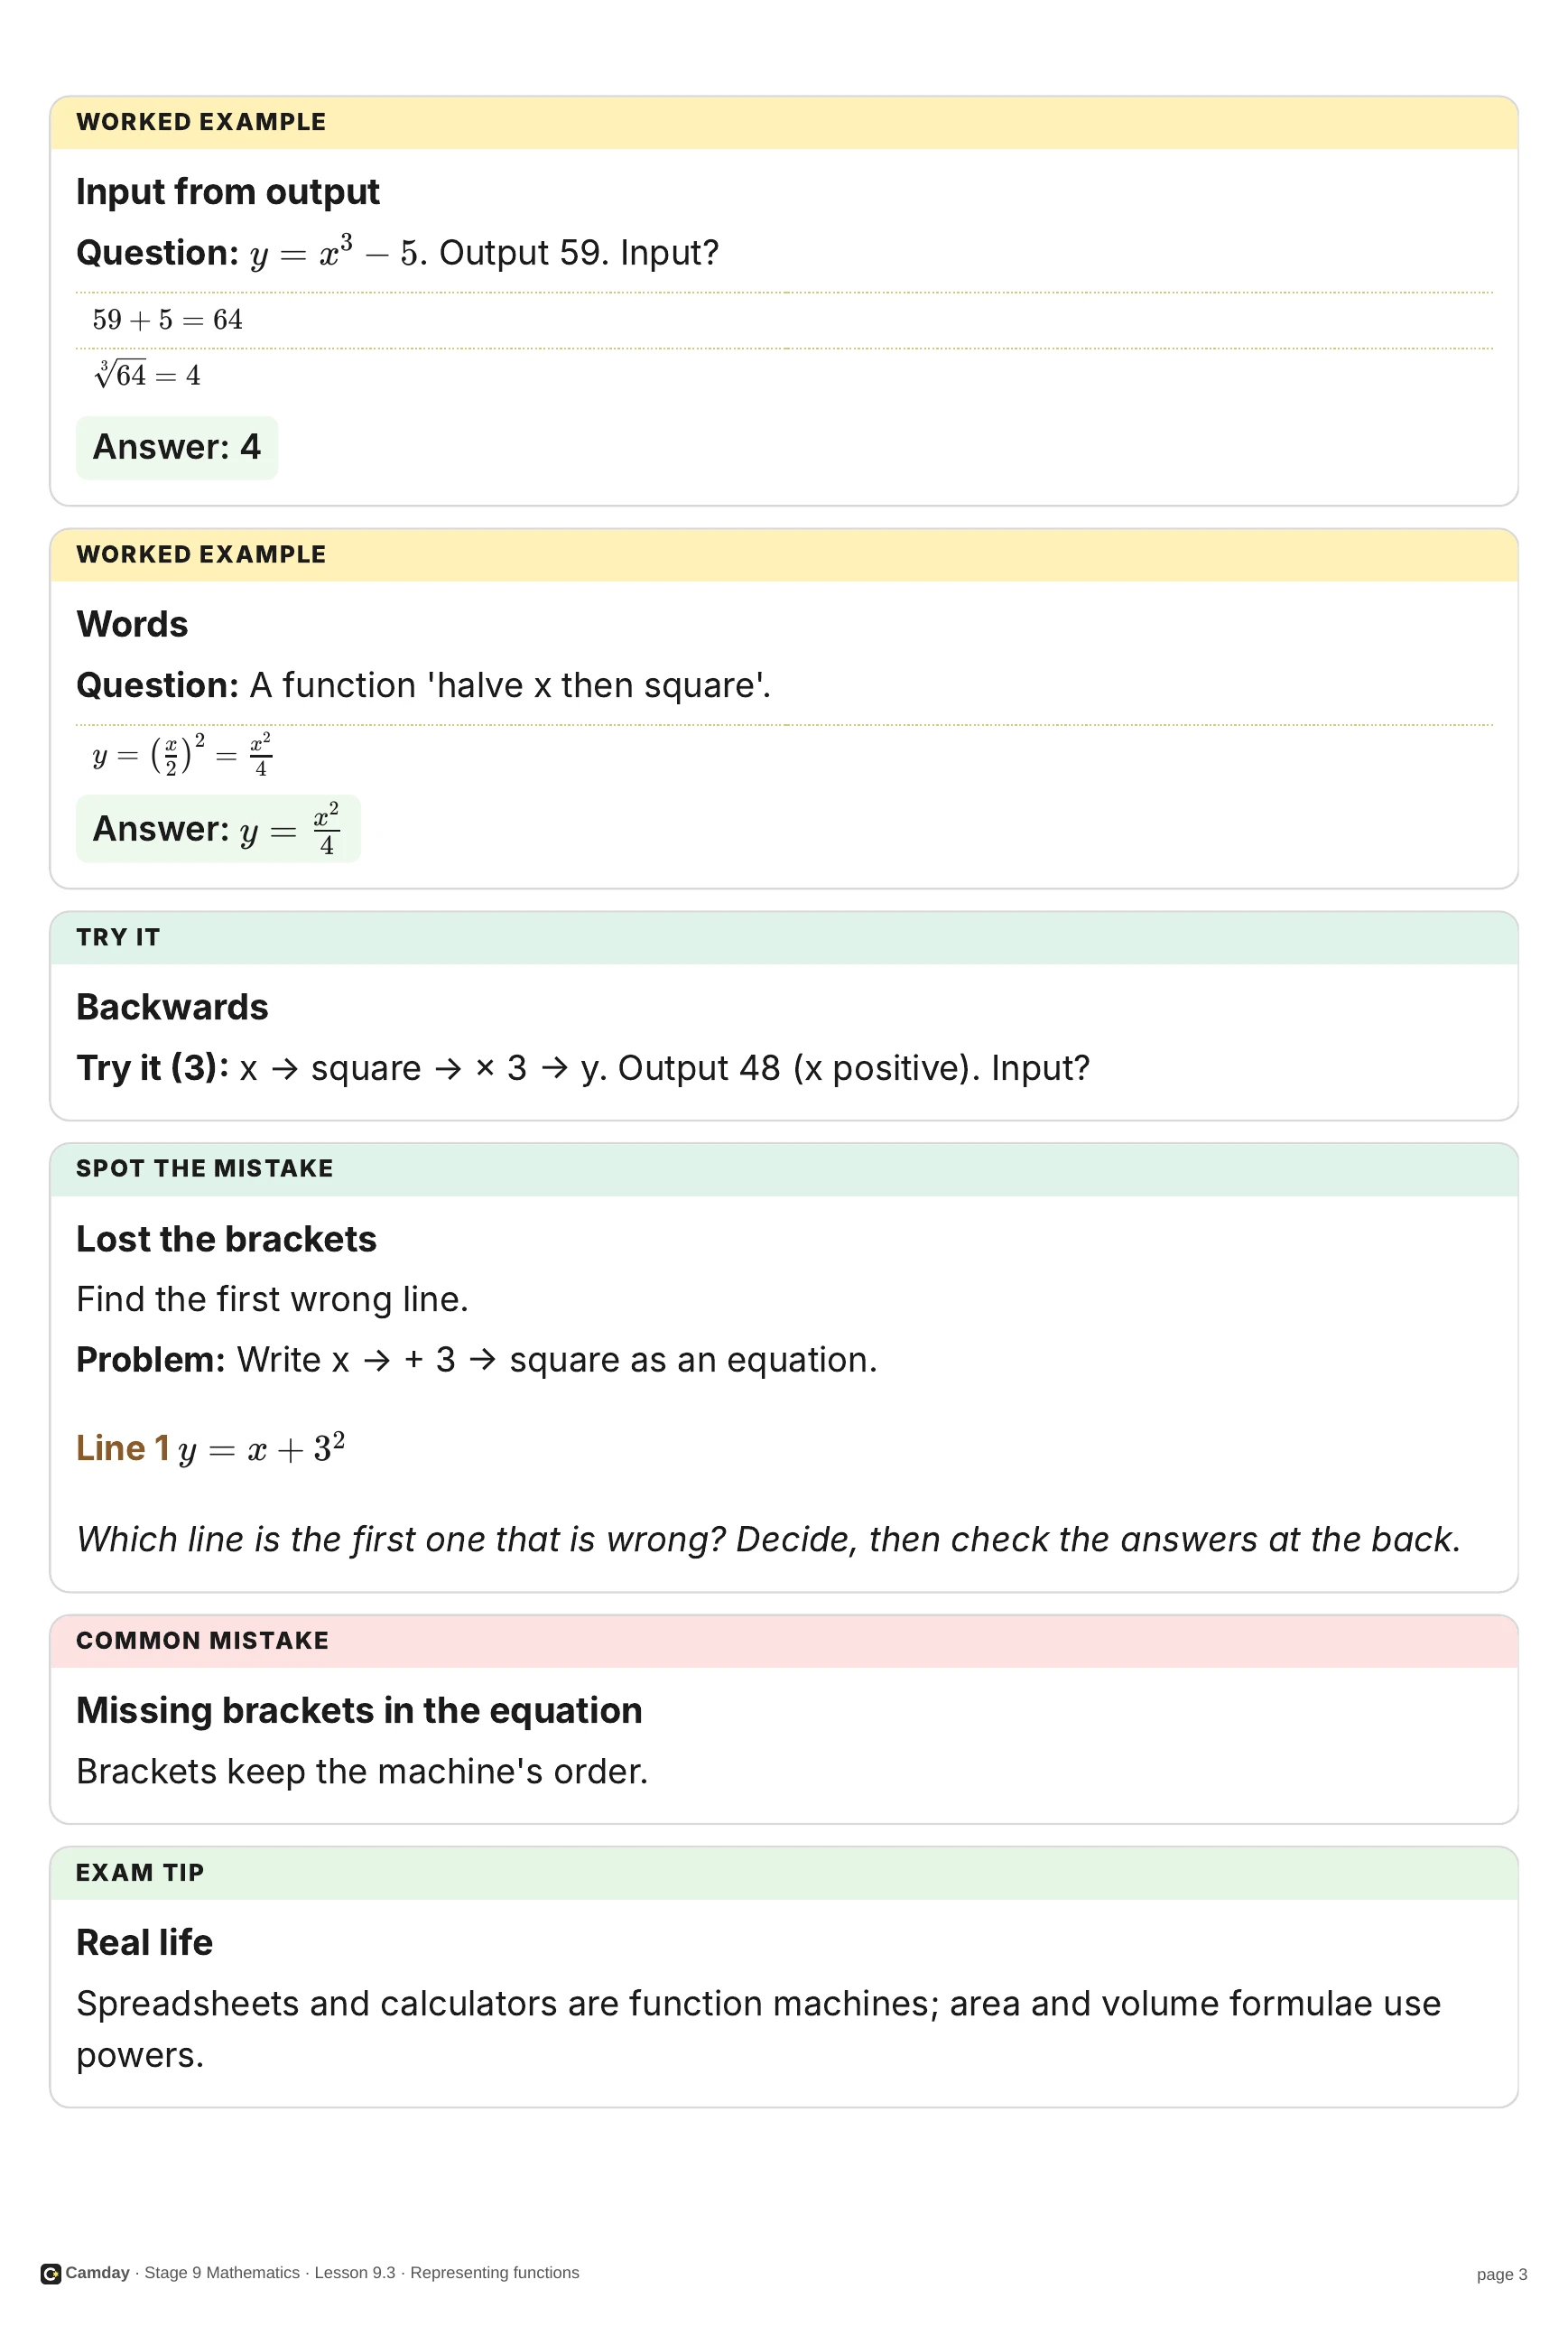 WORKED EXAMPLE
Input from output
Question: y = x³ − 5. Output 59. Input?
59 + 5 = 64
∛64 = 4
Answer: 4
WORKED EXAMPLE
Words
Question: A function 'halve x then square'.
y = (x/2)² = x²/4
Answer: y = x²/4
TRY IT
Backwards
Try it (3): x → square → × 3 → y. Output 48 (x positive). Input?
SPOT THE MISTAKE
Lost the brackets
Find the first wrong line.
Problem: Write x → + 3 → square as an equation.
Line 1 y = x + 3²
Which line is the first one that is wrong? Decide, then check the answers at the back.
COMMON MISTAKE
Missing brackets in the equation
Brackets keep the machine's order.
EXAM TIP
Real life
Spreadsheets and calculators are function machines; area and volume formulae use
powers.
Camday · Stage 9 Mathematics · Lesson 9.3 · Representing functions
page 3